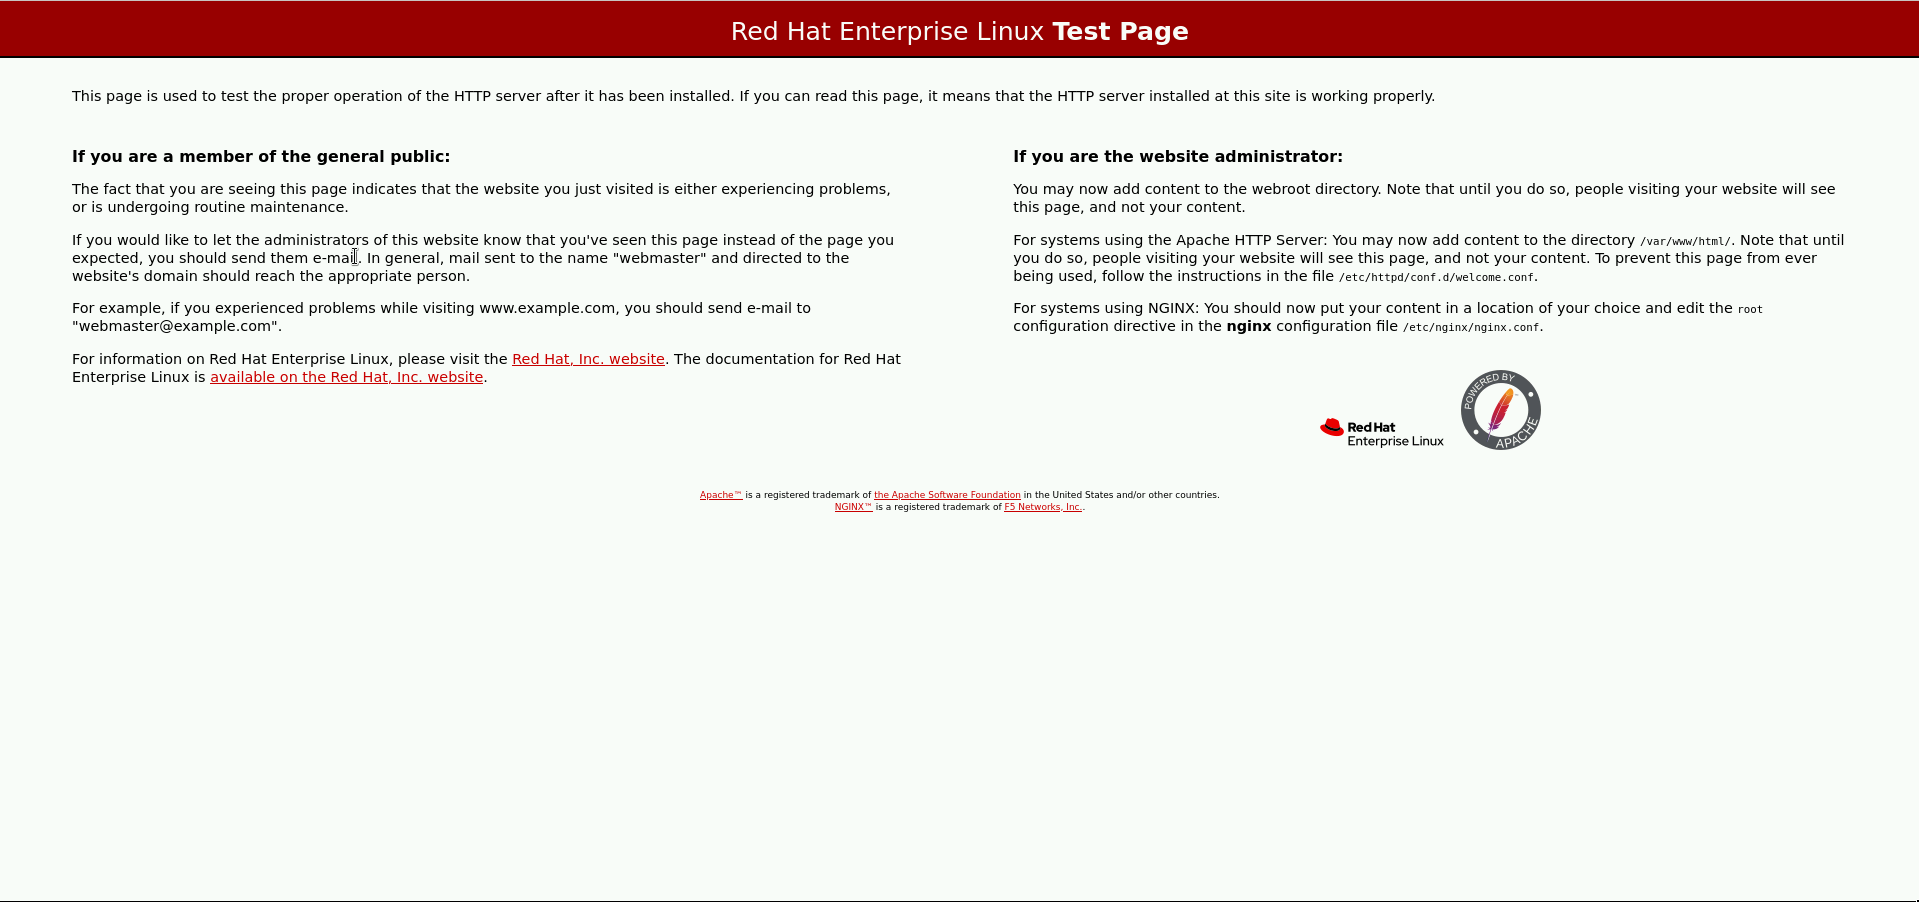 Red Hat Enterprise Linux Test Page
This page is used to test the proper operation of the HTTP server after it has been installed. If you can read this page, it means that the HTTP server installed at this site is working properly.
If you are a member of the general public:
The fact that you are seeing this page indicates that the website you just visited is either experiencing problems,
or is undergoing routine maintenance.
If you would like to let the administrators of this website know that you've seen this page instead of the page you
expected, you should send them e-mail. In general, mail sent to the name "webmaster" and directed to the
website's domain should reach the appropriate person.
For example, if you experienced problems while visiting www.example.com, you should send e-mail to
"webmaster@example.com".
For information on Red Hat Enterprise Linux, please visit the Red Hat, Inc. website. The documentation for Red Hat
Enterprise Linux is available on the Red Hat, Inc. website.
If you are the website administrator:
You may now add content to the webroot directory. Note that until you do so, people visiting your website will see
this page, and not your content.
For systems using the Apache HTTP Server: You may now add content to the directory /var/www/html/. Note that until
you do so, people visiting your website will see this page, and not your content. To prevent this page from ever
being used, follow the instructions in the file /etc/httpd/conf.d/welcome.conf.
For systems using NGINX: You should now put your content in a location of your choice and edit the root
configuration directive in the nginx configuration file /etc/nginx/nginx.conf.
Red Hat
Enterprise Linux
POWERED BY
APACHE
Apache™ is a registered trademark of the Apache Software Foundation in the United States and/or other countries.
NGINX™ is a registered trademark of F5 Networks, Inc..